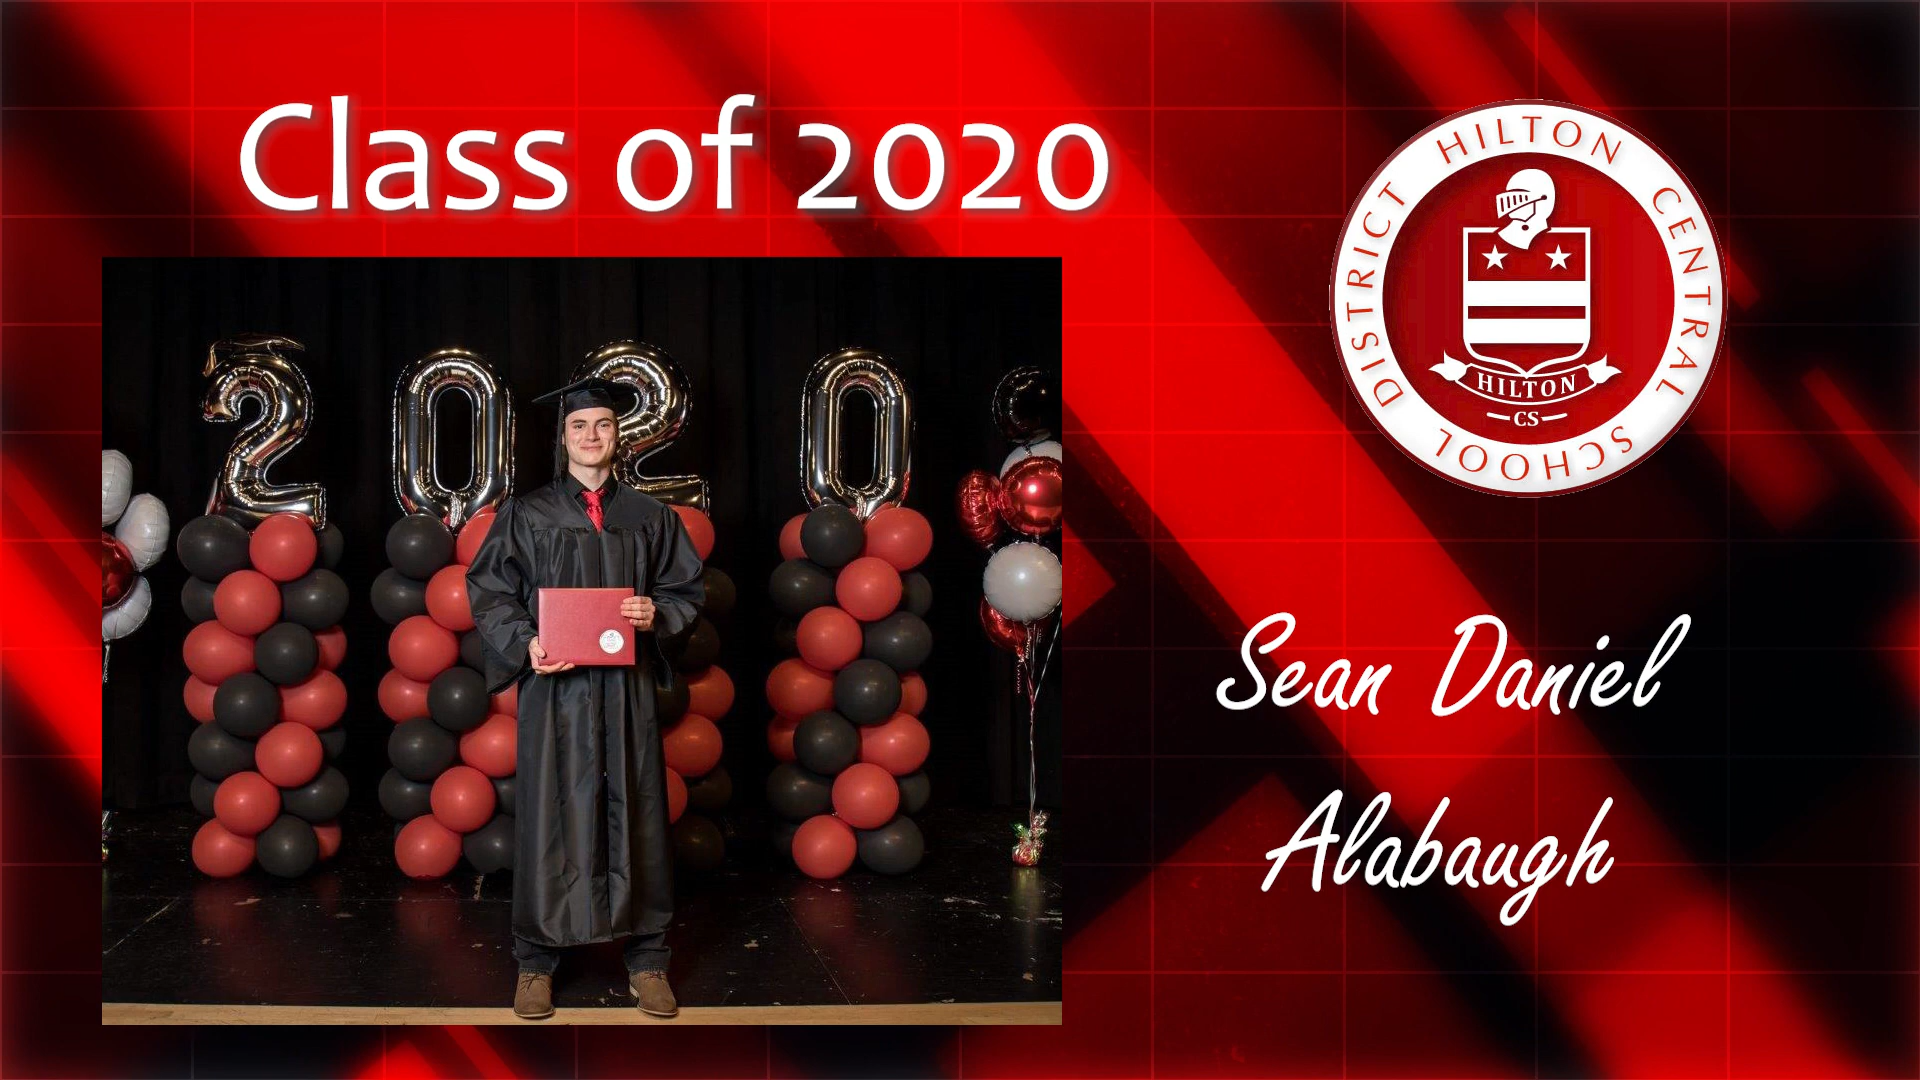 Class of 2020
HILTON CENTRAL SCHOOL DISTRICT
HILTON
CS
2020
Sean Daniel
Alabaugh